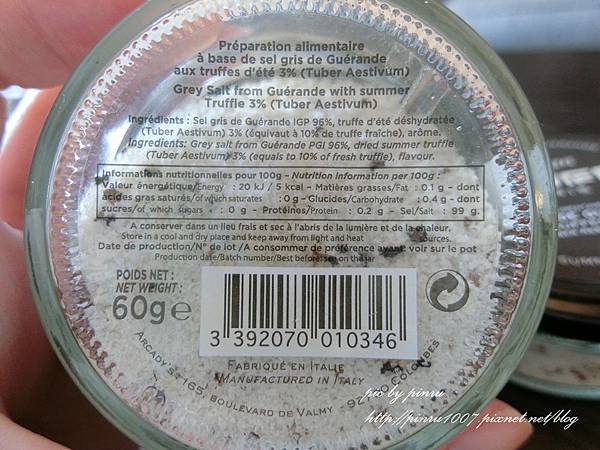 Préparation alimentaire
à base de sel gris de Guérande
aux truffes d'été 3% (Tuber Aestivum)
Grey Salt from Guérande with summer
Truffle 3% (Tuber Aestivum)
Ingrédients : Sel gris de Guérande IGP 96%, truffe d'été déshydratée
(Tuber Aestivum) 3% (équivaut à 10% de truffe fraîche), arôme.
Ingredients: Grey salt from Guérande PGI 96%, dried summer truffle
(Tuber Aestivum) 3% (equals to 10% of fresh truffle), flavour.
Informations nutritionnelles pour 100g - Nutrition Information per 100g :
Valeur énergétique/Energy : 20 kJ / 5 kcal - Matières grasses/Fat : 0.1 g - dont
acides gras saturés/of which saturates : 0 g - Glucides/Carbohydrate : 0.4 g - dont
sucres/of which sugars : 0 g - Protéines/Protein : 0.2 g - Sel/Salt : 99 g.
A conserver dans un lieu frais et sec à l'abris de la lumière et de la chaleur.
Store in a cool and dry place and keep away from light and heat sources.
Date de production/N° de lot/A consommer de préférence avant: voir sur le pot
Production date/Batch number/Best before: see on the jar
POIDS NET :
NET WEIGHT :
60g e
3 392070 010346
FABRIQUÉ EN ITALIE
MANUFACTURED IN ITALY
ARCADY'S - 165, BOULEVARD DE VALMY - COLOMBES
pic by pinru
http://pinru1007.pixnet.net/blog